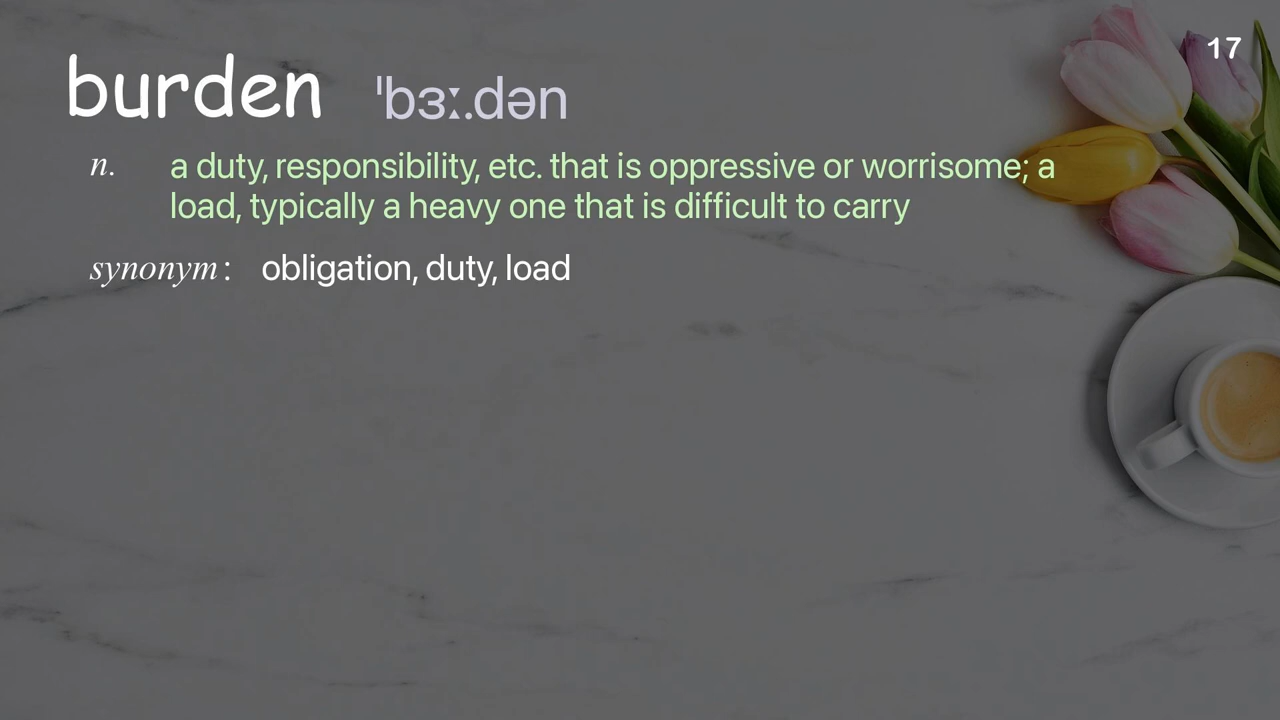 17
burden ˈbɜː.dən
n. a duty, responsibility, etc. that is oppressive or worrisome; a
load, typically a heavy one that is difficult to carry
synonym: obligation, duty, load